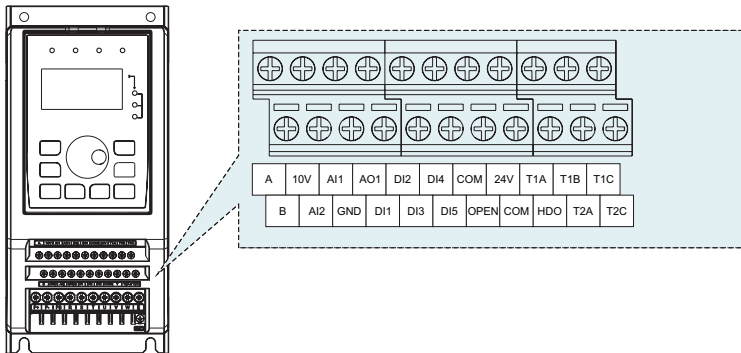 A 10V AI1 AO1 DI2 DI4 COM 24V T1A T1B T1C
B AI2 GND DI1 DI3 DI5 OPEN COM HDO T2A T2C